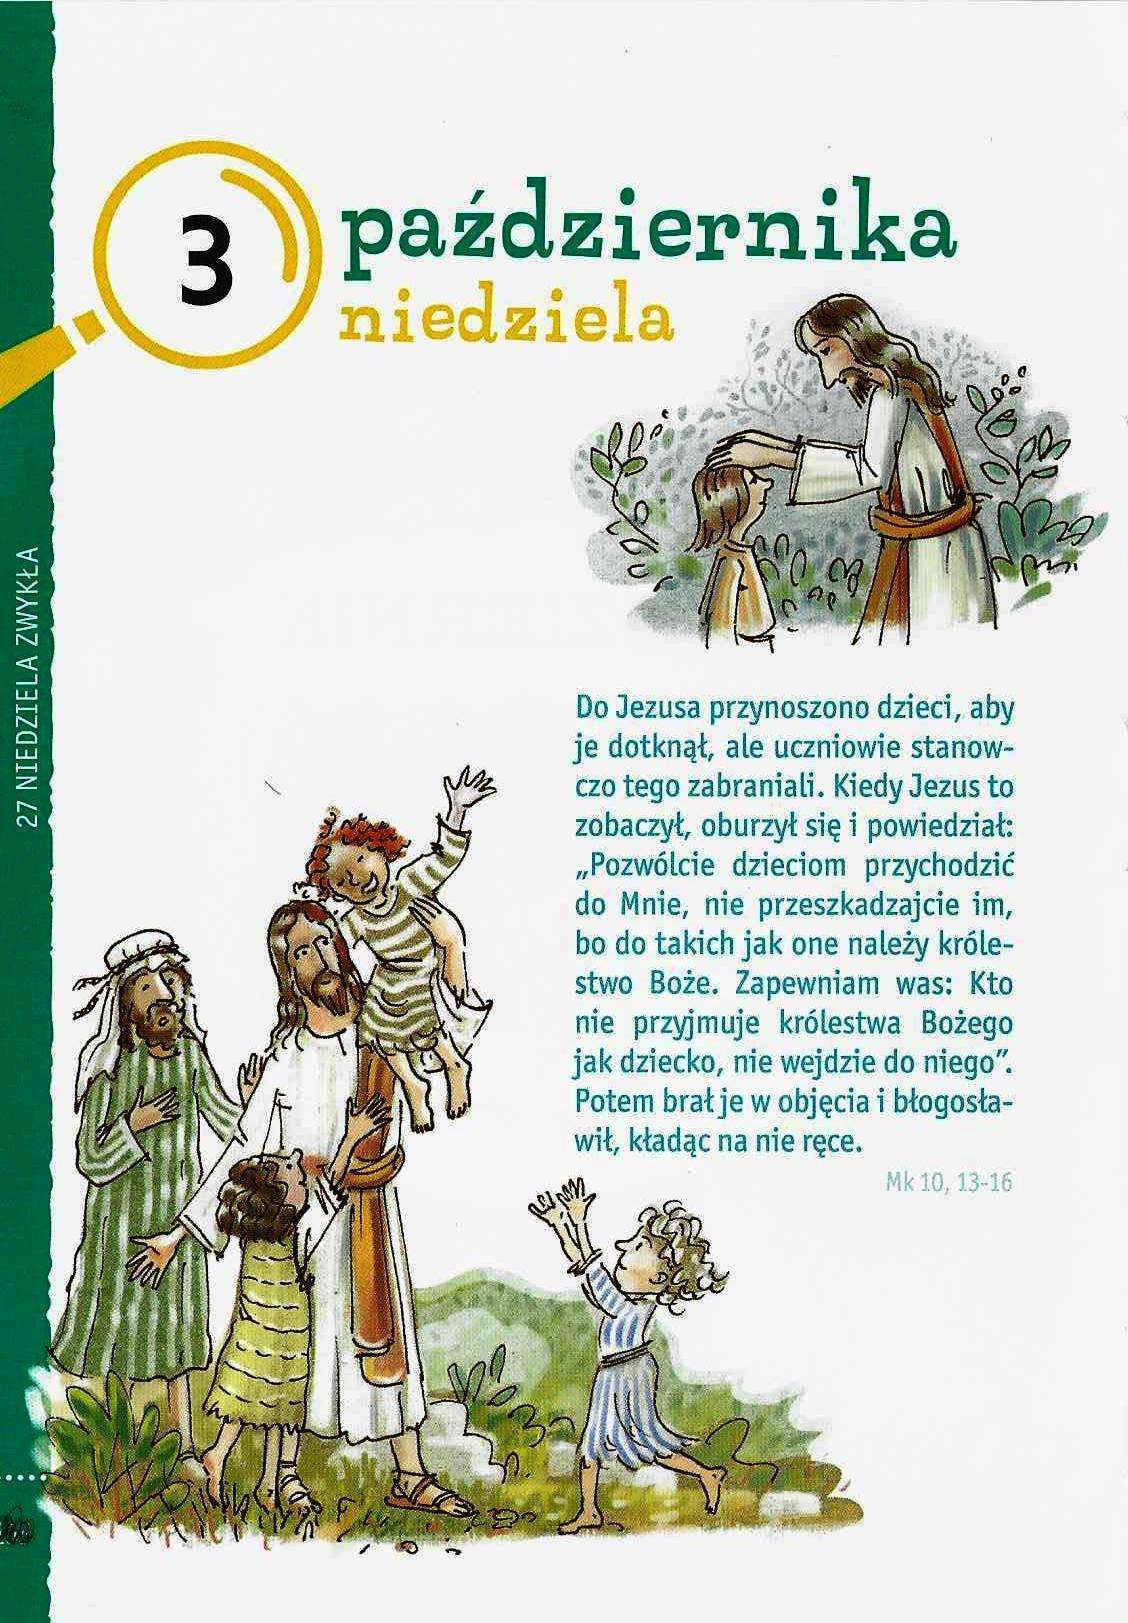 3
października
niedziela
27 NIEDZIELA ZWYKŁA
Do Jezusa przynoszono dzieci, aby
je dotknął, ale uczniowie stanow-
czo tego zabraniali. Kiedy Jezus to
zobaczył, oburzył się i powiedział:
„Pozwólcie dzieciom przychodzić
do Mnie, nie przeszkadzajcie im,
bo do takich jak one należy króle-
stwo Boże. Zapewniam was: Kto
nie przyjmuje królestwa Bożego
jak dziecko, nie wejdzie do niego”.
Potem brał je w objęcia i błogosła-
wił, kładąc na nie ręce.
Mk 10, 13-16